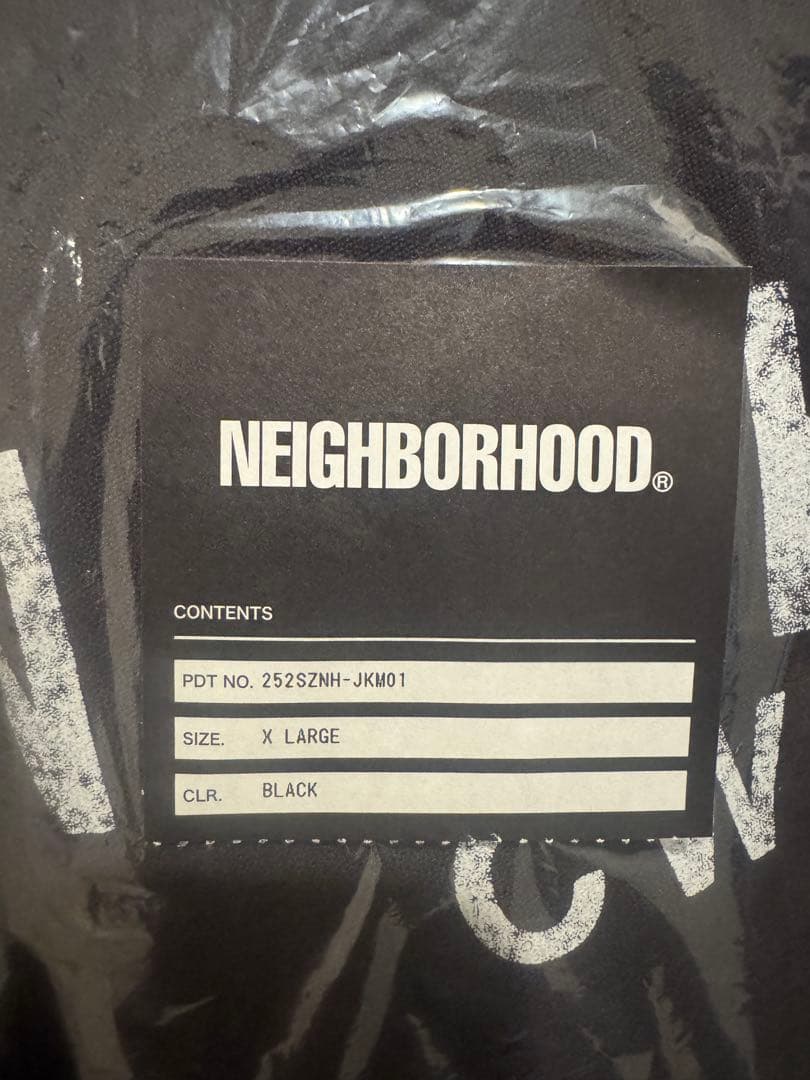 NEIGHBORHOOD®
CONTENTS
PDT NO. 252SZNH-JKM01
SIZE. X LARGE
CLR. BLACK